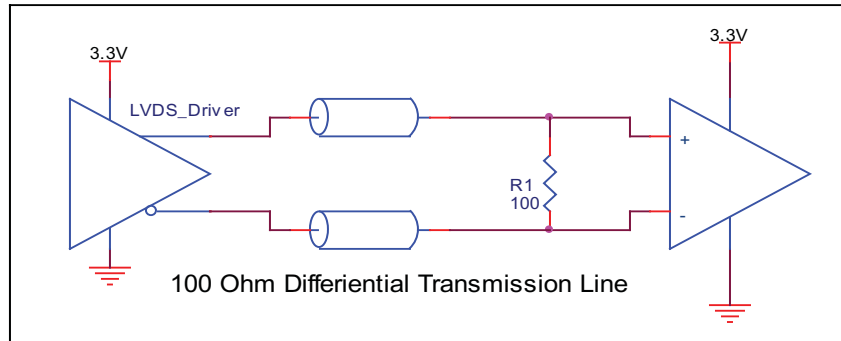 3.3V
3.3V
LVDS_Driver
+
R1
100
-
100 Ohm Differiential Transmission Line